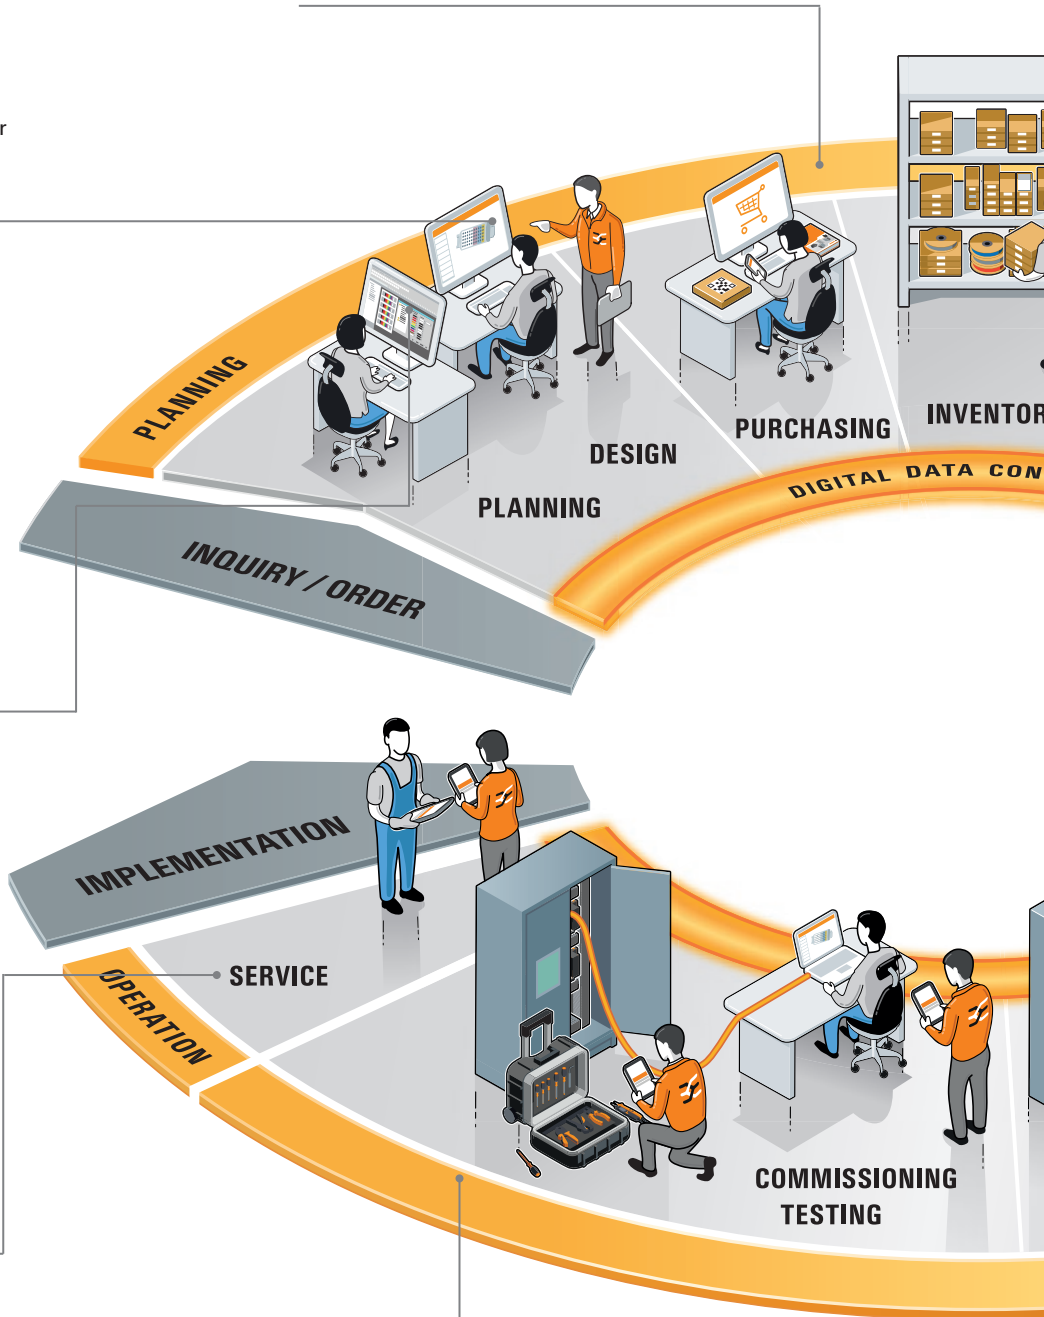 r
PLANNING
DESIGN
PURCHASING
INVENTOR
PLANNING
DIGITAL DATA CON
INQUIRY / ORDER
IMPLEMENTATION
SERVICE
OPERATION
COMMISSIONING
TESTING